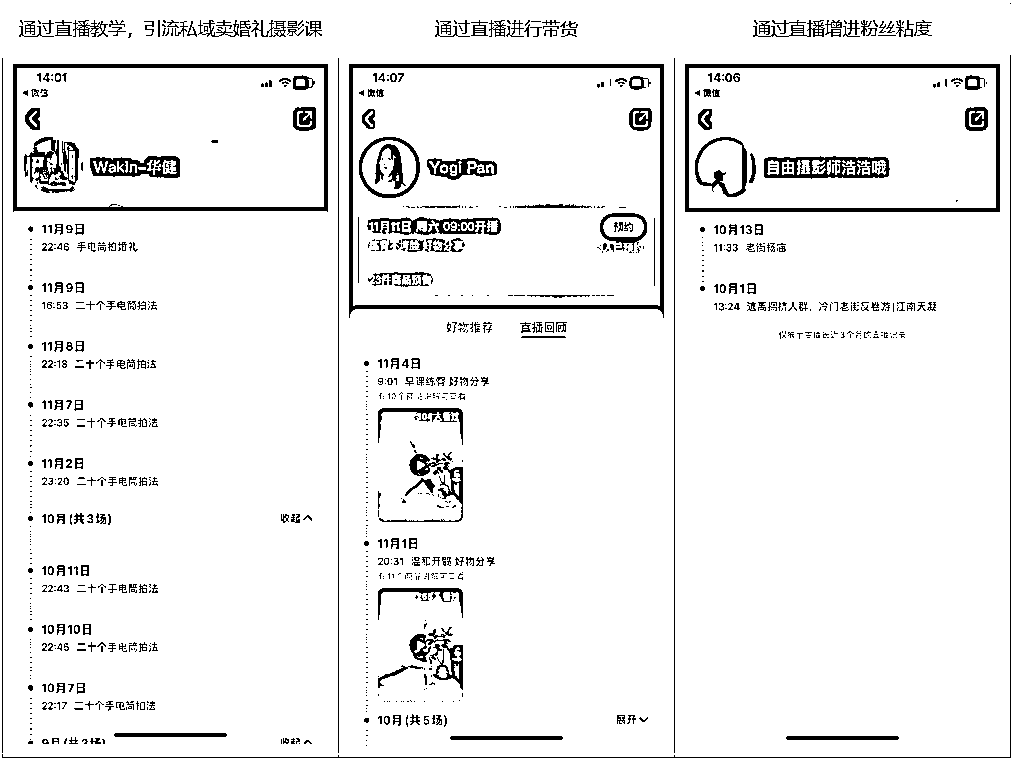 通过直播教学，引流私域卖婚礼摄影课
14:01
微信
Wakin-华健
11月9日
22:46 手电筒拍婚礼
11月9日
16:53 二十个手电筒拍法
11月8日
22:18 二十个手电筒拍法
11月7日
22:35 二十个手电筒拍法
11月2日
23:20 二十个手电筒拍法
10月(共3场)
收起
10月11日
22:43 二十个手电筒拍法
10月10日
22:45 二十个手电筒拍法
10月7日
22:17 二十个手电筒拍法
9月(共3场)
收起
通过直播进行带货
14:07
微信
Yogi Pan
11月11日 周六 09:00开播
预约
好物分享
好物推荐 直播回顾
11月4日
9:01 早课练臀 好物分享
11月1日
20:31 温和开髋 好物分享
10月(共5场)
展开
通过直播增进粉丝粘度
14:06
微信
自由摄影师浩浩哦
10月13日
11:33 老街杨庙
10月1日
13:24 逃离拥挤人群，冷门老街反卷游|江南天凝